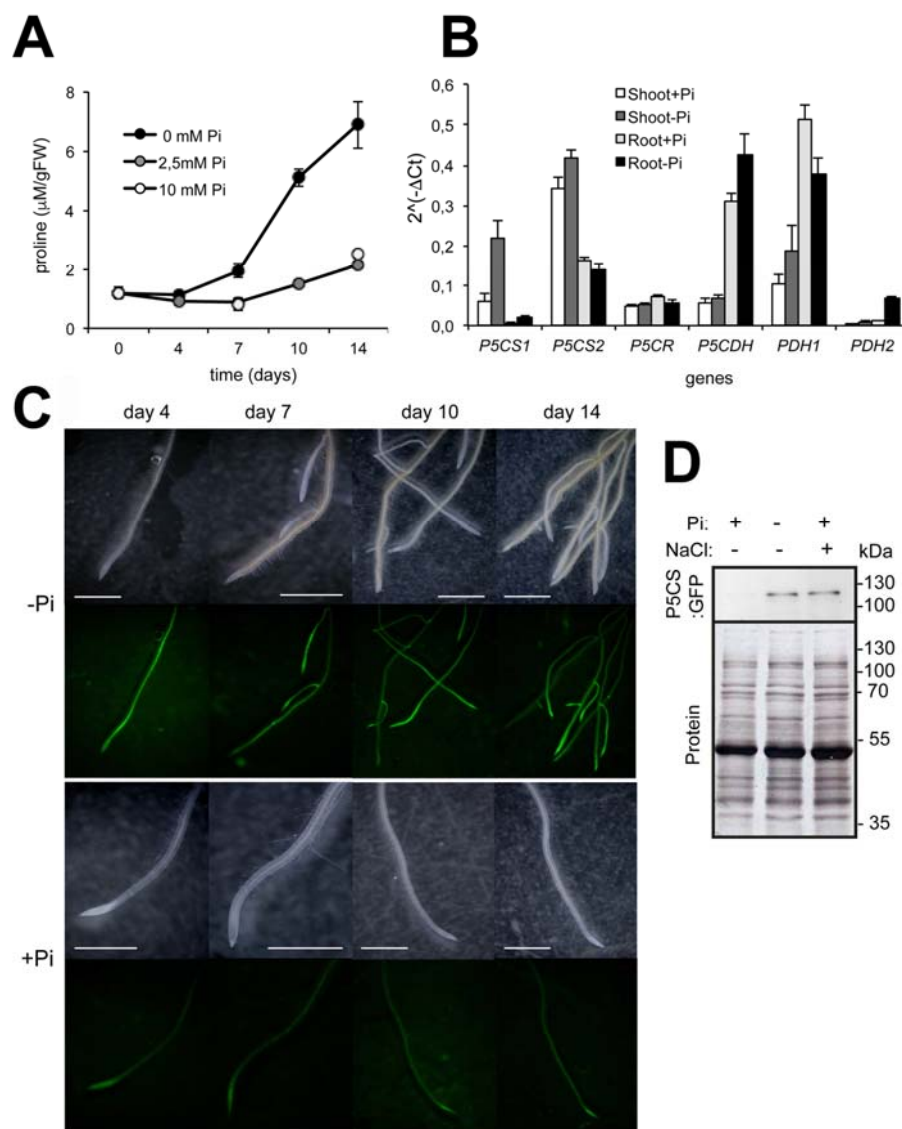 A
B
8
6
4
2
0
proline (µM/gFW)
0 mM Pi
2,5mM Pi
10 mM Pi
0 4 7 10 14
time (days)
0,6
0,5
0,4
0,3
0,2
0,1
0,0
2^(-ΔCt)
Shoot+Pi
Shoot-Pi
Root+Pi
Root-Pi
P5CS1 P5CS2 P5CR P5CDH PDH1 PDH2
genes
C
day 4 day 7 day 10 day 14
-Pi
+Pi
D
Pi: + - +
NaCl: - - + kDa
P5CS
:GFP
130
100
Protein
130
100
70
55
35